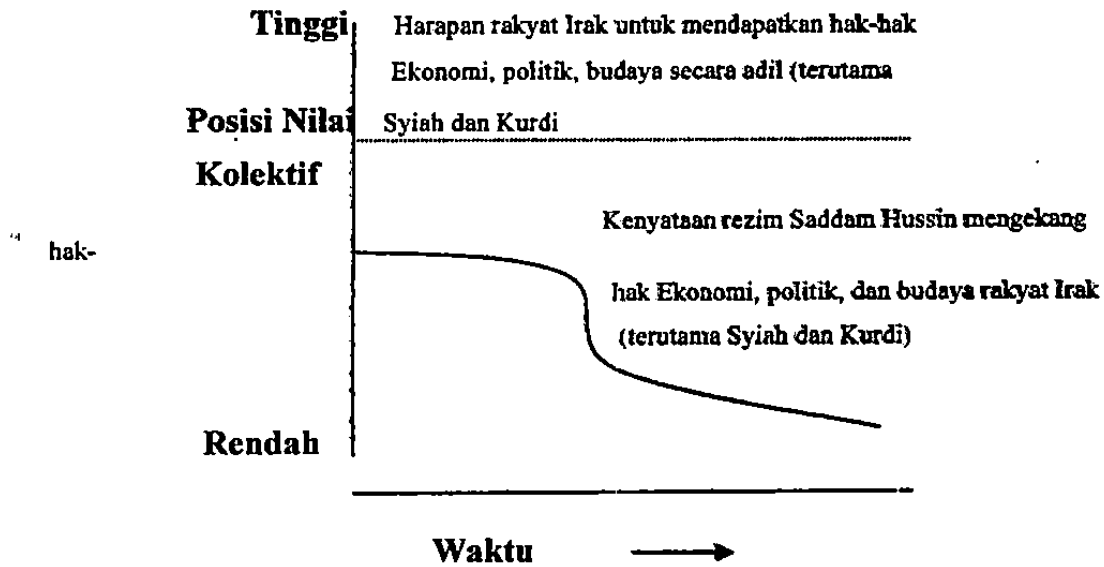 Tinggi
Harapan rakyat Irak untuk mendapatkan hak-hak
Ekonomi, politik, budaya secara adil (terutama
Posisi Nilai
Syiah dan Kurdi
Kolektif
Kenyataan rezim Saddam Hussin mengekang
hak-
hak Ekonomi, politik, dan budaya rakyat Irak
(terutama Syiah dan Kurdi)
Rendah
Waktu